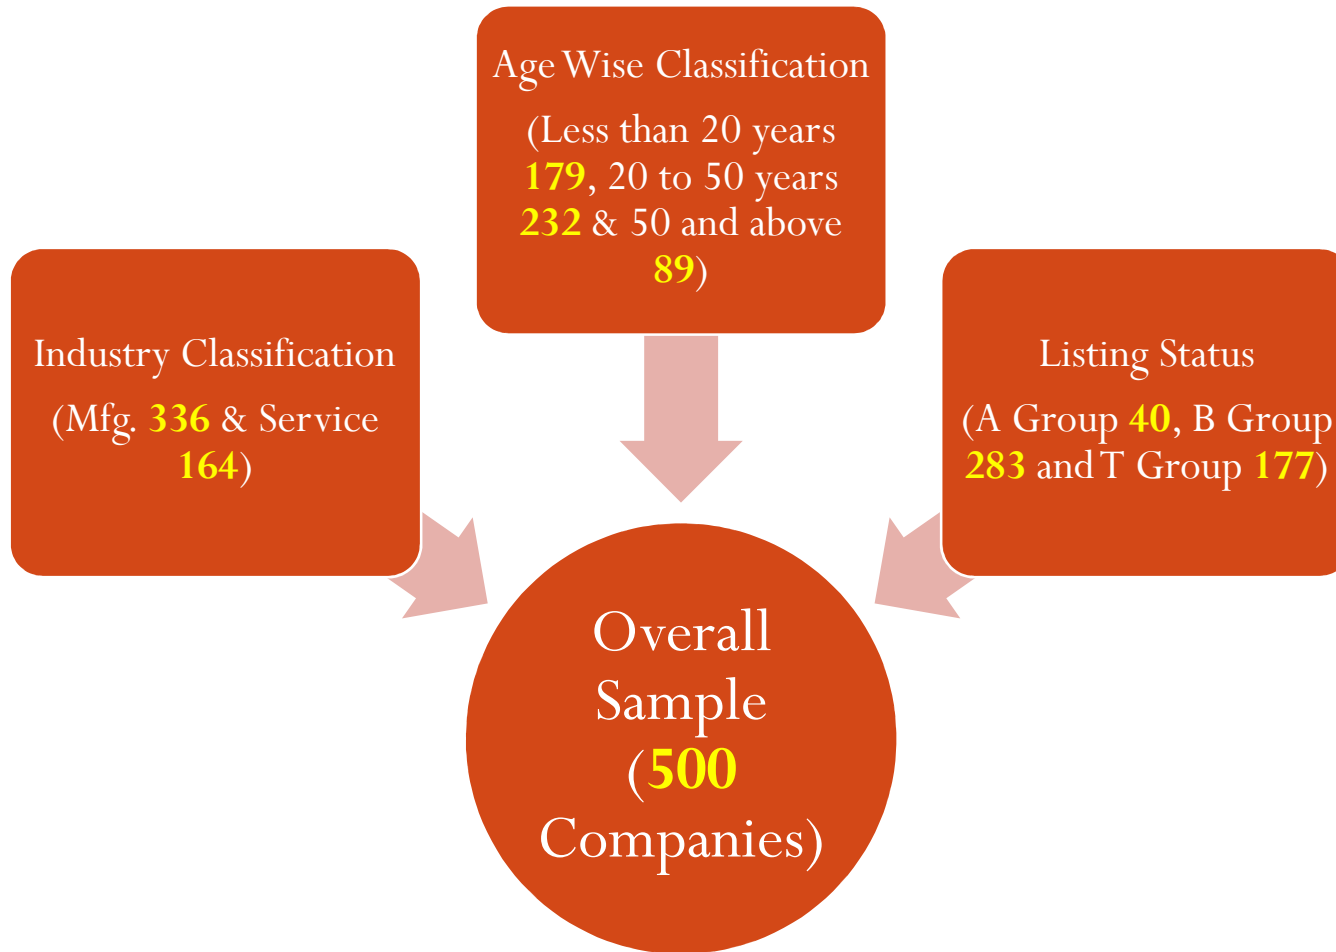 Age Wise Classification
(Less than 20 years
179, 20 to 50 years
232 & 50 and above
89)
Industry Classification
(Mfg. 336 & Service
164)
Listing Status
(A Group 40, B Group
283 and T Group 177)
Overall
Sample
(500
Companies)